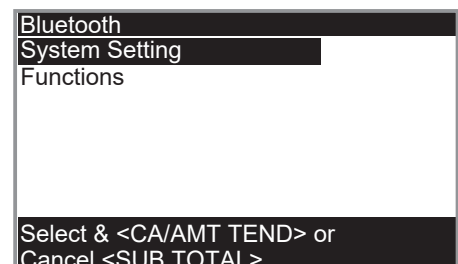 Bluetooth
System Setting
Functions
Select & <CA/AMT TEND> or
Cancel <SUB TOTAL>